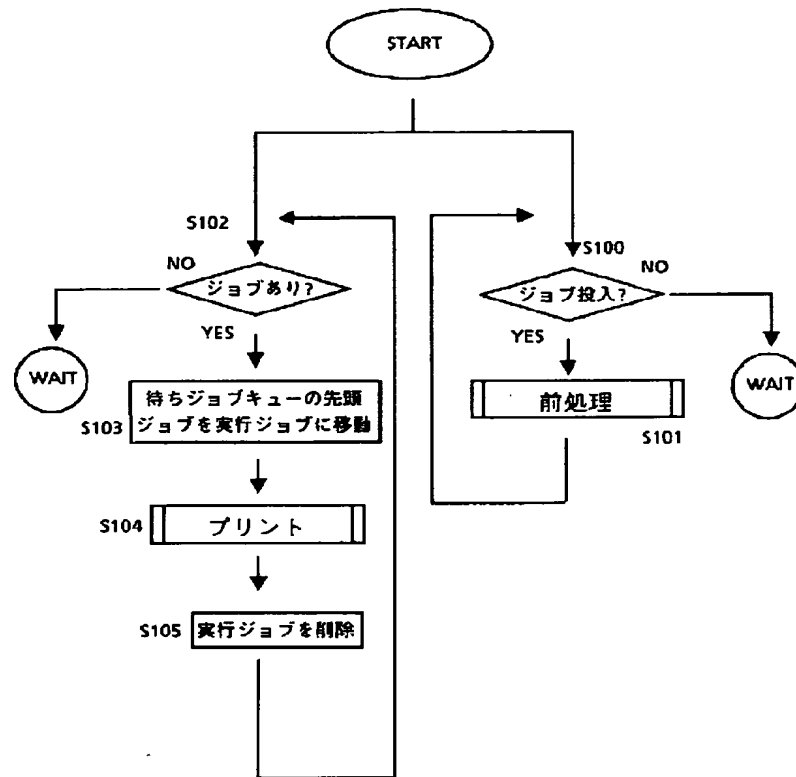 START
S102
S100
NO
ジョブあり?
YES
NO
ジョブ投入?
YES
WAIT
WAIT
待ちジョブキューの先頭
ジョブを実行ジョブに移動
S103
前処理
S101
S104
プリント
S105
実行ジョブを削除